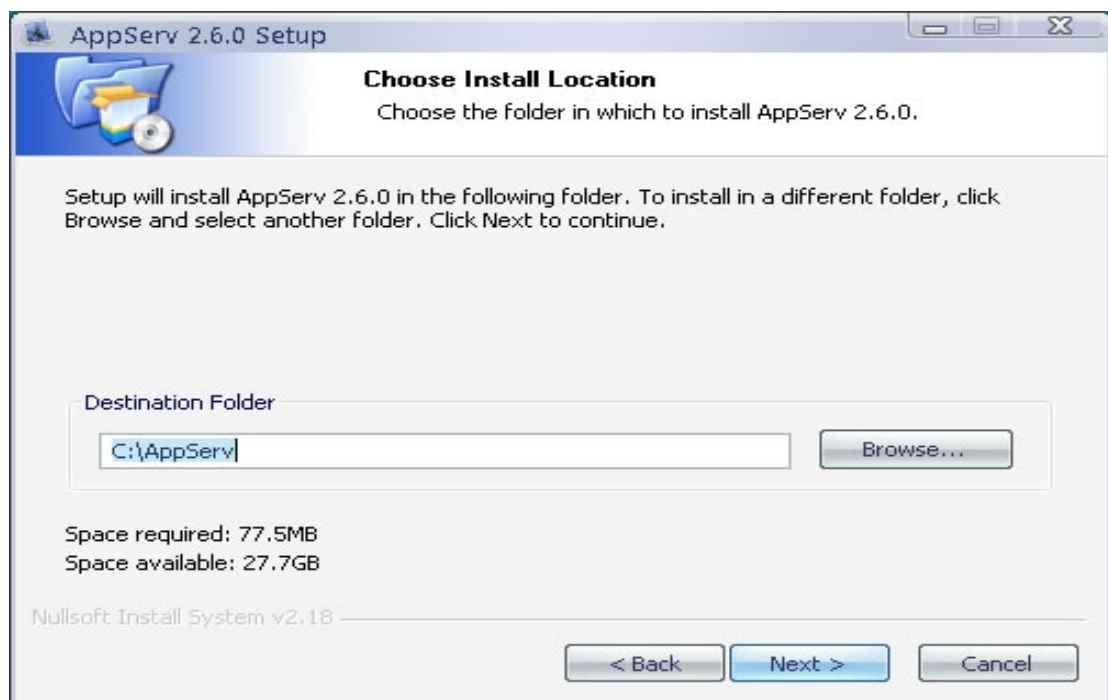 AppServ 2.6.0 Setup
Choose Install Location
Choose the folder in which to install AppServ 2.6.0.
Setup will install AppServ 2.6.0 in the following folder. To install in a different folder, click
Browse and select another folder. Click Next to continue.
Destination Folder
C:\AppServ
Browse...
Space required: 77.5MB
Space available: 27.7GB
Nullsoft Install System v2.18
< Back Next > Cancel